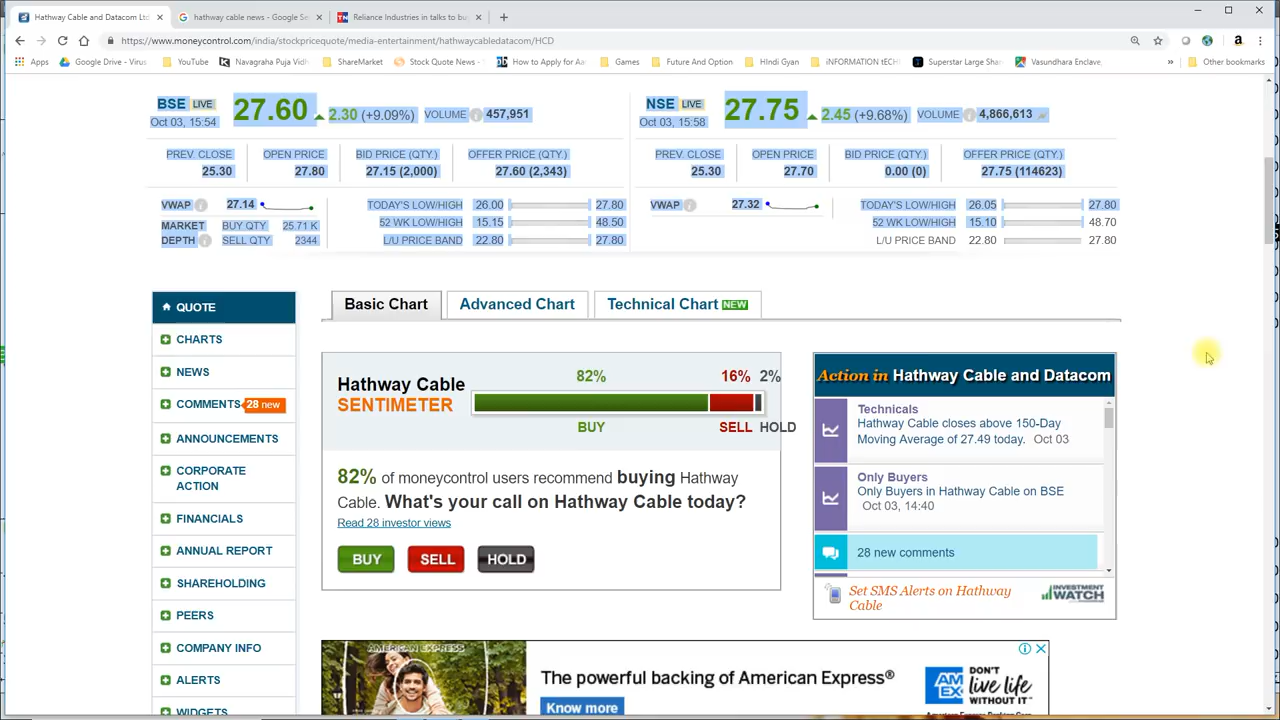 Hathway Cable and Datacom Ltd
hathway cable news - Google Se
Reliance Industries in talks to bu
https://www.moneycontrol.com/india/stockpricequote/media-entertainment/hathwaycabledatacom/HCD
Apps
Google Drive - Virus
YouTube
Navagraha Puja Vidh
ShareMarket
Stock Quote News -
How to Apply for Aa
Games
Future And Option
HIndi Gyan
iNFORMATION tECH
Superstar Large Shar
Vasundhara Enclave,
»
Other bookmarks
BSE LIVE
Oct 03, 15:54
27.60
2.30 (+9.09%)
VOLUME 457,951
NSE LIVE
Oct 03, 15:58
27.75
2.45 (+9.68%)
VOLUME 4,866,613
PREV. CLOSE OPEN PRICE BID PRICE (QTY.) OFFER PRICE (QTY.)
25.30 27.80 27.15 (2,000) 27.60 (2,343)
PREV. CLOSE OPEN PRICE BID PRICE (QTY.) OFFER PRICE (QTY.)
25.30 27.70 0.00 (0) 27.75 (114623)
VWAP 27.14
MARKET DEPTH
BUY QTY 25.71 K
SELL QTY 2344
TODAY'S LOW/HIGH 26.00 27.80
52 WK LOW/HIGH 15.15 48.50
L/U PRICE BAND 22.80 27.80
VWAP 27.32
TODAY'S LOW/HIGH 26.05 27.80
52 WK LOW/HIGH 15.10 48.70
L/U PRICE BAND 22.80 27.80
QUOTE
CHARTS
NEWS
COMMENTS 28 new
ANNOUNCEMENTS
CORPORATE
ACTION
FINANCIALS
ANNUAL REPORT
SHAREHOLDING
PEERS
COMPANY INFO
ALERTS
WIDGETS
Basic Chart
Advanced Chart
Technical Chart NEW
Hathway Cable
SENTIMETER
82% 16% 2%
BUY SELL HOLD
82% of moneycontrol users recommend buying Hathway
Cable. What's your call on Hathway Cable today?
Read 28 investor views
BUY SELL HOLD
Action in Hathway Cable and Datacom
Technicals
Hathway Cable closes above 150-Day
Moving Average of 27.49 today. Oct 03
Only Buyers
Only Buyers in Hathway Cable on BSE
Oct 03, 14:40
28 new comments
Set SMS Alerts on Hathway
Cable
INVESTMENT
WATCH
AMERICAN EXPRESS
The powerful backing of American Express®
Know more
AM
EX
DON'T
live life
WITHOUT IT